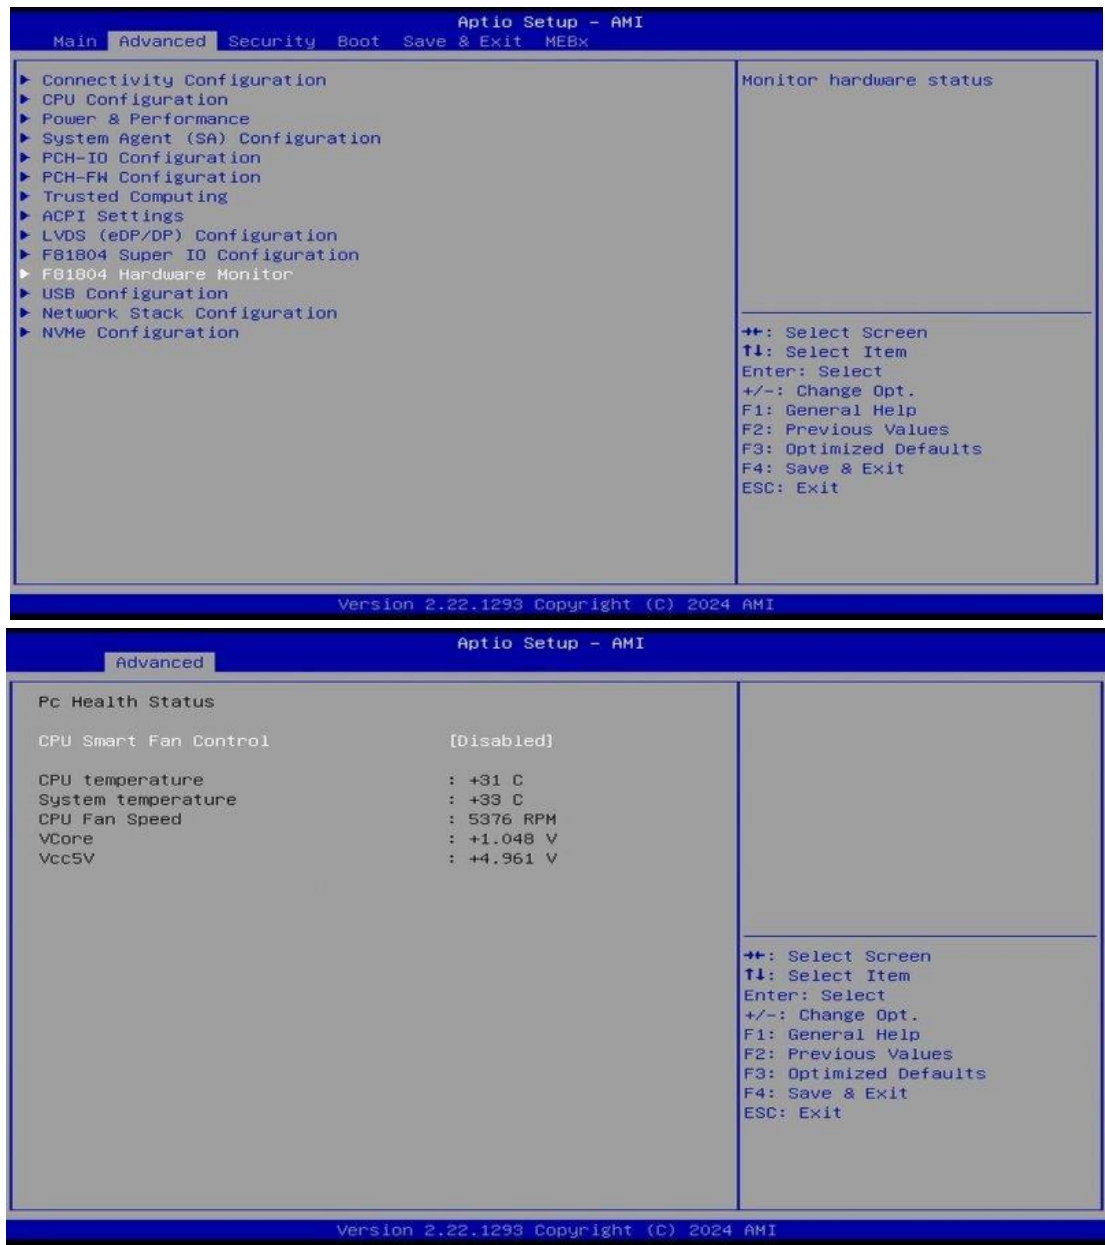 Aptio Setup - AMI
Main Advanced Security Boot Save & Exit MEBx
Connectivity Configuration
CPU Configuration
Power & Performance
System Agent (SA) Configuration
PCH-IO Configuration
PCH-FW Configuration
Trusted Computing
ACPI Settings
LVDS (eDP/DP) Configuration
F81804 Super IO Configuration
F81804 Hardware Monitor
USB Configuration
Network Stack Configuration
NVMe Configuration
Monitor hardware status
→←: Select Screen
↑↓: Select Item
Enter: Select
+/-: Change Opt.
F1: General Help
F2: Previous Values
F3: Optimized Defaults
F4: Save & Exit
ESC: Exit
Version 2.22.1293 Copyright (C) 2024 AMI
Aptio Setup - AMI
Advanced
Pc Health Status
CPU Smart Fan Control [Disabled]
CPU temperature : +31 C
System temperature : +33 C
CPU Fan Speed : 5376 RPM
VCore : +1.048 V
Vcc5V : +4.961 V
→←: Select Screen
↑↓: Select Item
Enter: Select
+/-: Change Opt.
F1: General Help
F2: Previous Values
F3: Optimized Defaults
F4: Save & Exit
ESC: Exit
Version 2.22.1293 Copyright (C) 2024 AMI